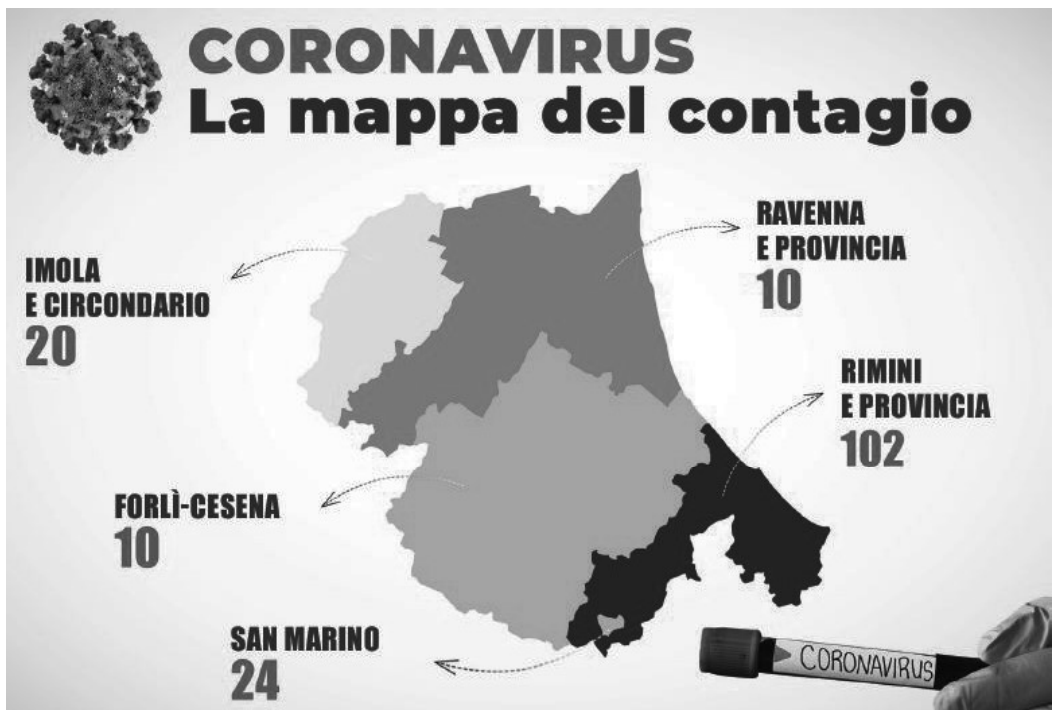 CORONAVIRUS
La mappa del contagio
IMOLA
E CIRCONDARIO
20
RAVENNA
E PROVINCIA
10
RIMINI
E PROVINCIA
102
FORLÌ-CESENA
10
SAN MARINO
24
CORONAVIRUS